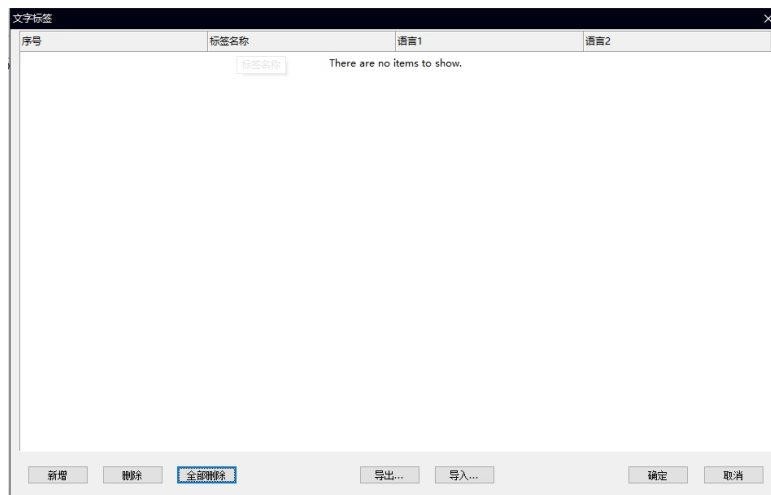 文字标签
序号 标签名称 语言1 语言2
标签名称
There are no items to show.
新增 删除 全部删除 导出... 导入... 确定 取消